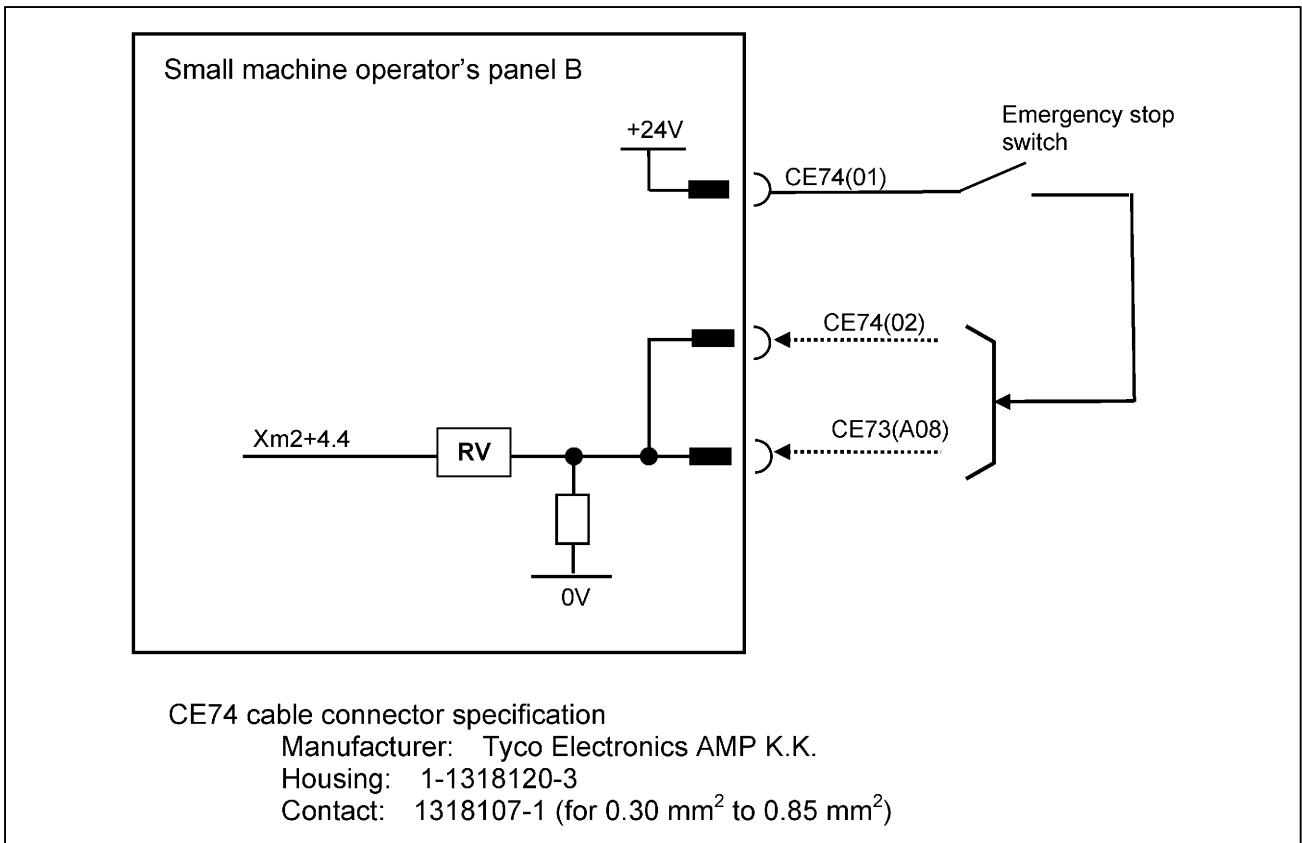 Small machine operator's panel B
+24V
Emergency stop
switch
CE74(01)
CE74(02)
CE73(A08)
Xm2+4.4
RV
0V
CE74 cable connector specification
Manufacturer: Tyco Electronics AMP K.K.
Housing: 1-1318120-3
Contact: 1318107-1 (for 0.30 mm² to 0.85 mm²)